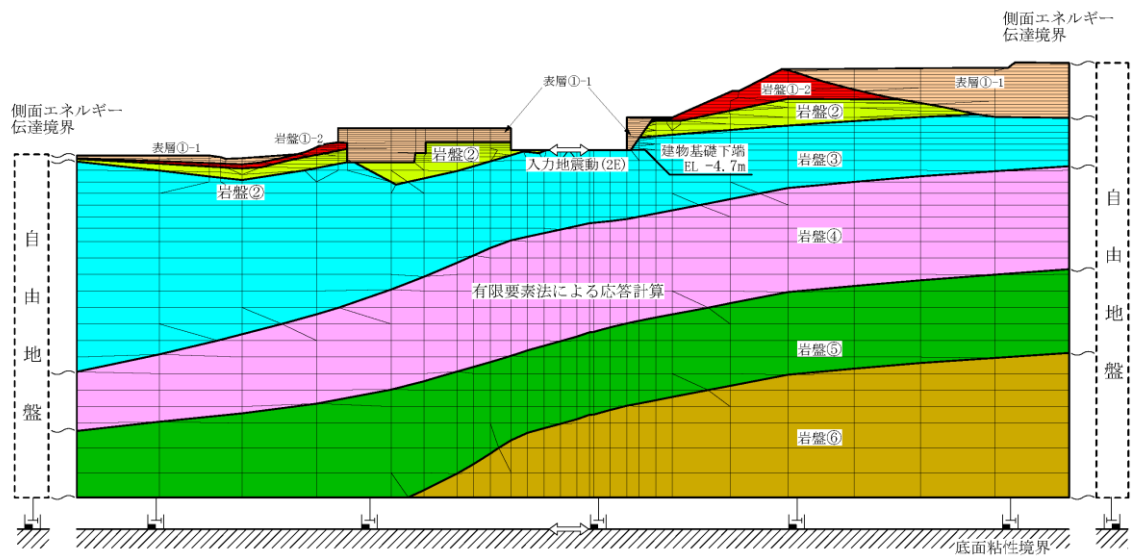 側面エネルギー
伝達境界
表層①-1
側面エネルギー
伝達境界
岩盤①-2
表層①-1
岩盤②
岩盤①-2
表層①-1
岩盤②
岩盤②
入力地震動(2E)
建物基礎下端
EL -4.7m
岩盤③
自由地盤
自由地盤
岩盤④
有限要素法による応答計算
岩盤⑤
岩盤⑥
底面粘性境界